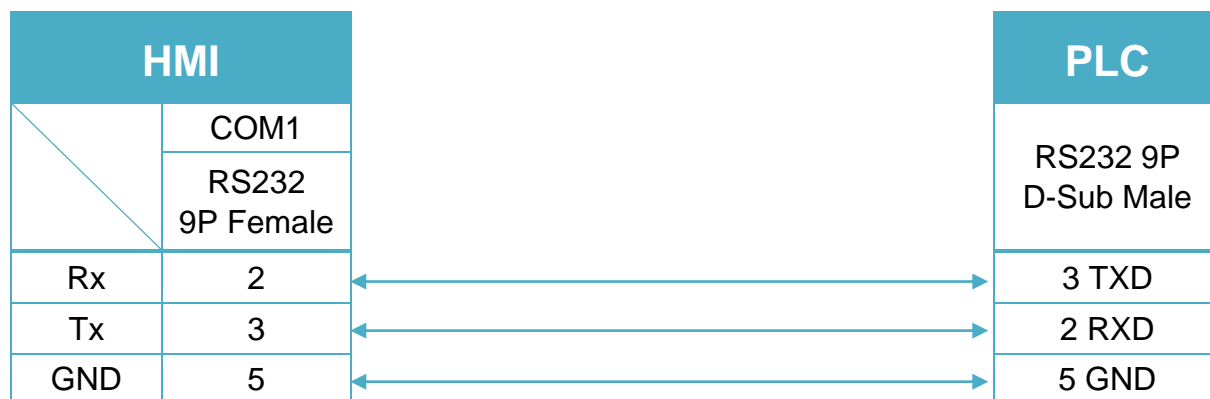 HMI
PLC
COM1
RS232
9P Female
RS232 9P
D-Sub Male
Rx 2 3 TXD
Tx 3 2 RXD
GND 5 5 GND